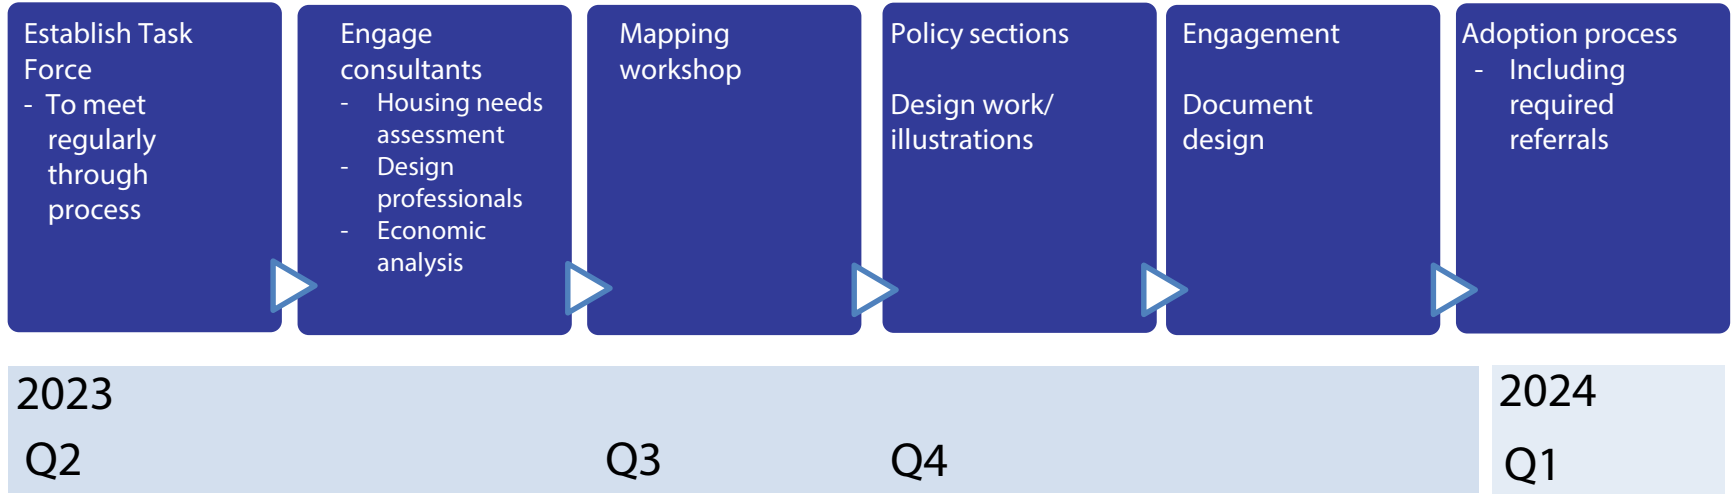 Establish Task
Force
- To meet
regularly
through
process
Engage
consultants
- Housing needs
assessment
- Design
professionals
- Economic
analysis
Mapping
workshop
Policy sections
Design work/
illustrations
Engagement
Document
design
Adoption process
- Including
required
referrals
2023
Q2
Q3
Q4
2024
Q1